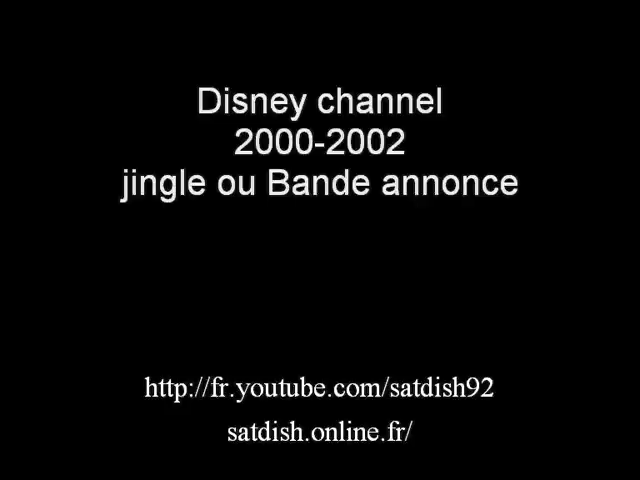 Disney channel
2000-2002
jingle ou Bande annonce
http://fr.youtube.com/satdish92
satdish.online.fr/